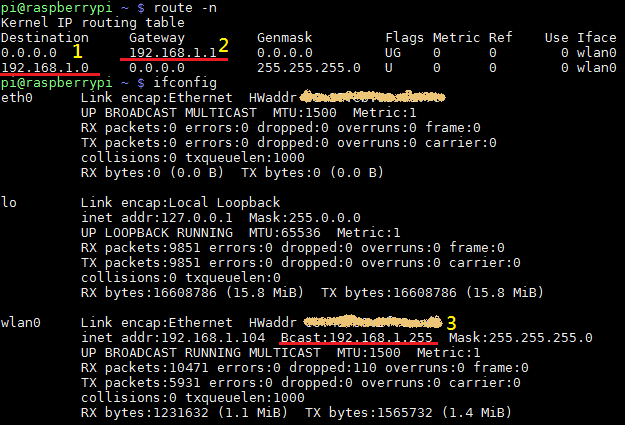 pi@raspberrypi ~ $ route -n
Kernel IP routing table
Destination Gateway Genmask Flags Metric Ref Use Iface
0.0.0.0 1 192.168.1.1 2 0.0.0.0 UG 0 0 0 wlan0
192.168.1.0 0.0.0.0 255.255.255.0 U 0 0 0 wlan0
pi@raspberrypi ~ $ ifconfig
eth0 Link encap:Ethernet HWaddr
UP BROADCAST MULTICAST MTU:1500 Metric:1
RX packets:0 errors:0 dropped:0 overruns:0 frame:0
TX packets:0 errors:0 dropped:0 overruns:0 carrier:0
collisions:0 txqueuelen:1000
RX bytes:0 (0.0 B) TX bytes:0 (0.0 B)
lo Link encap:Local Loopback
inet addr:127.0.0.1 Mask:255.0.0.0
UP LOOPBACK RUNNING MTU:65536 Metric:1
RX packets:9851 errors:0 dropped:0 overruns:0 frame:0
TX packets:9851 errors:0 dropped:0 overruns:0 carrier:0
collisions:0 txqueuelen:0
RX bytes:16608786 (15.8 MiB) TX bytes:16608786 (15.8 MiB)
wlan0 Link encap:Ethernet HWaddr 3
inet addr:192.168.1.104 Bcast:192.168.1.255 Mask:255.255.255.0
UP BROADCAST RUNNING MULTICAST MTU:1500 Metric:1
RX packets:10471 errors:0 dropped:110 overruns:0 frame:0
TX packets:5931 errors:0 dropped:0 overruns:0 carrier:0
collisions:0 txqueuelen:1000
RX bytes:1231632 (1.1 MiB) TX bytes:1565732 (1.4 MiB)